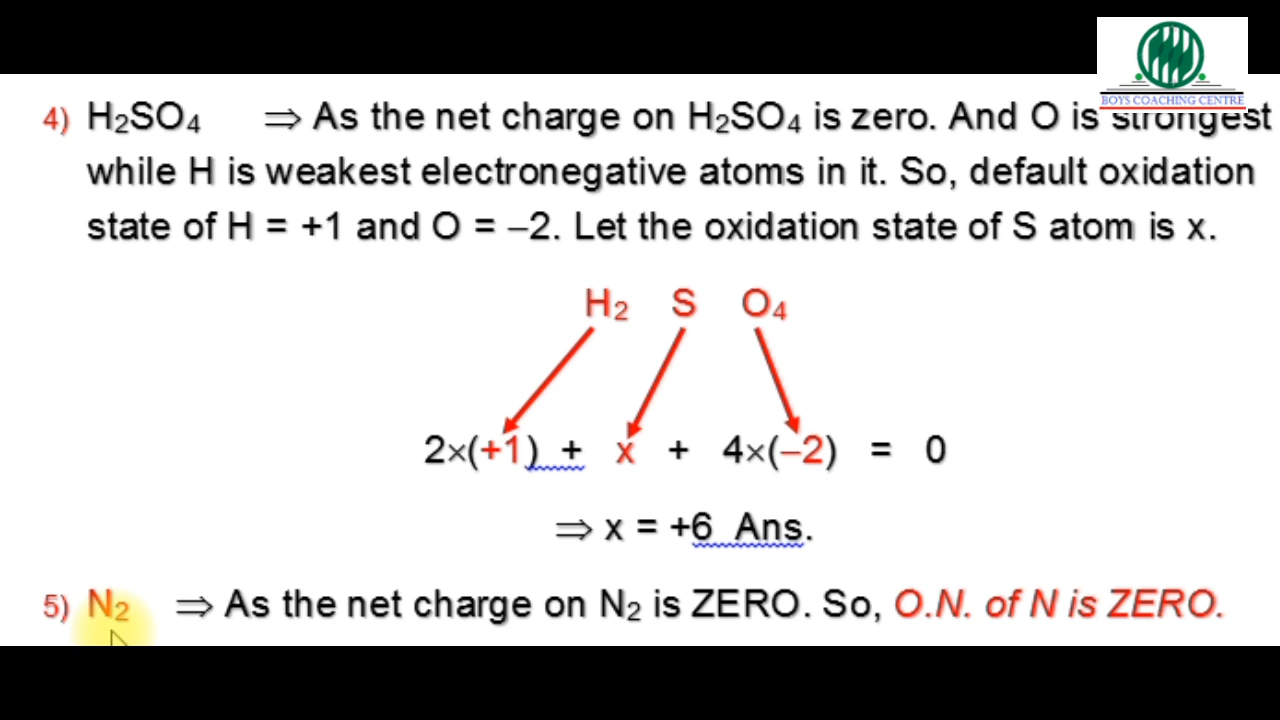 BOYS COACHING CENTRE
4) H₂SO₄ ⇒ As the net charge on H₂SO₄ is zero. And O is strongest
while H is weakest electronegative atoms in it. So, default oxidation
state of H = +1 and O = –2. Let the oxidation state of S atom is x.
H₂ S O₄
2×(+1) + x + 4×(–2) = 0
⇒ x = +6 Ans.
5) N₂ ⇒ As the net charge on N₂ is ZERO. So, O.N. of N is ZERO.